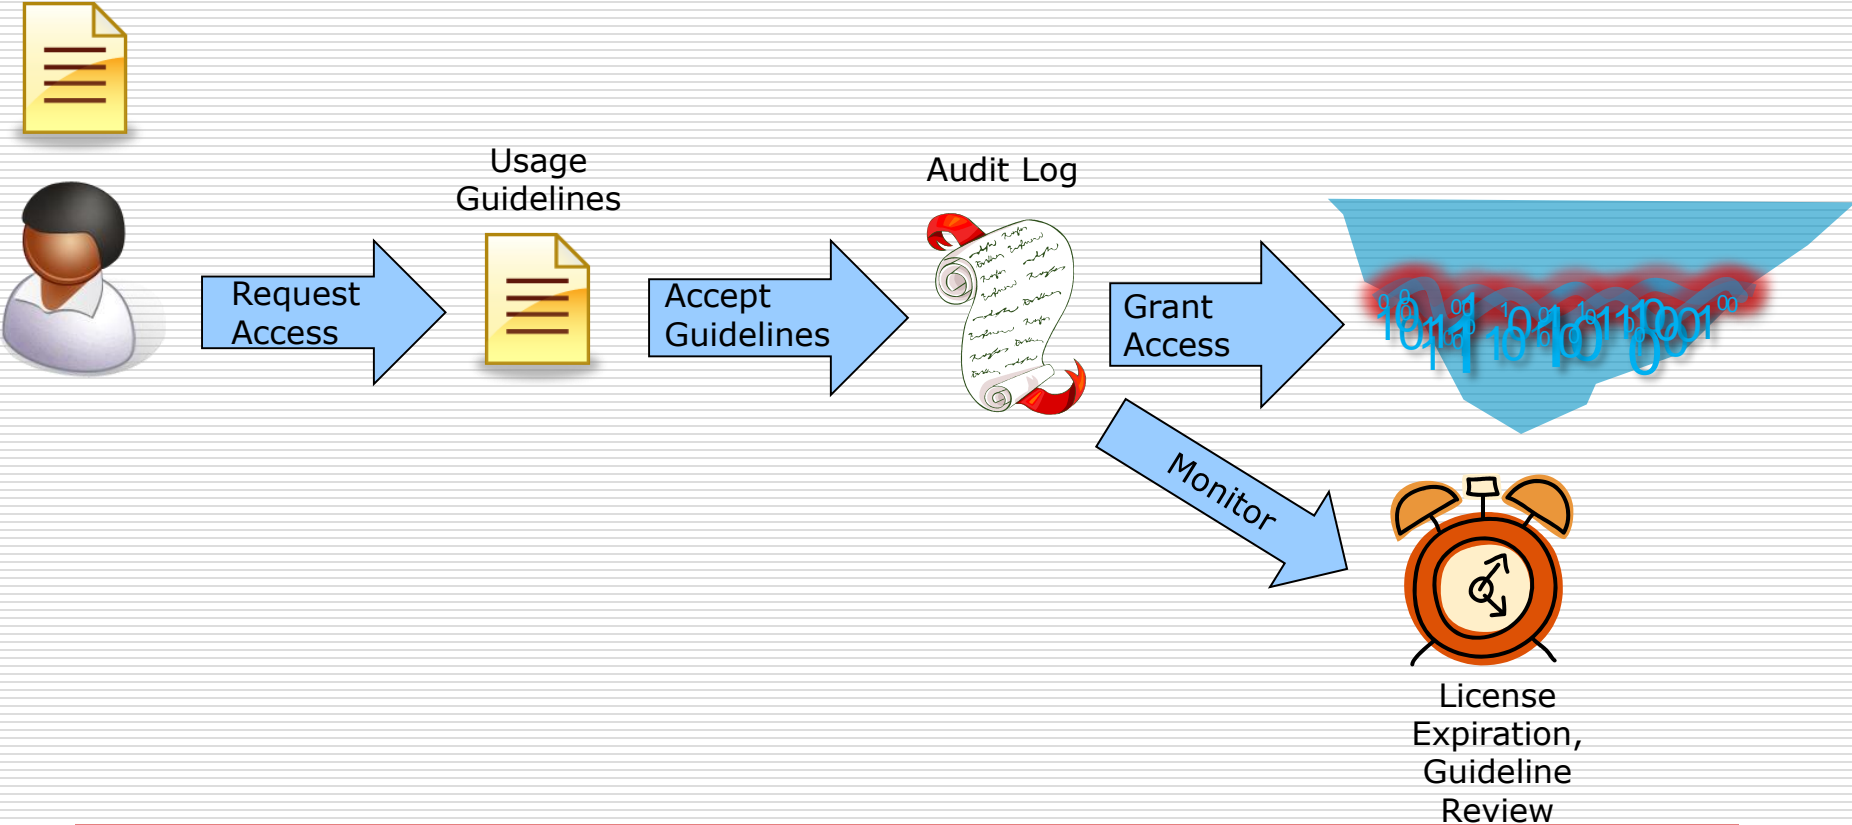 Usage
Guidelines
Audit Log
Request
Access
Accept
Guidelines
Grant
Access
Monitor
License
Expiration,
Guideline
Review